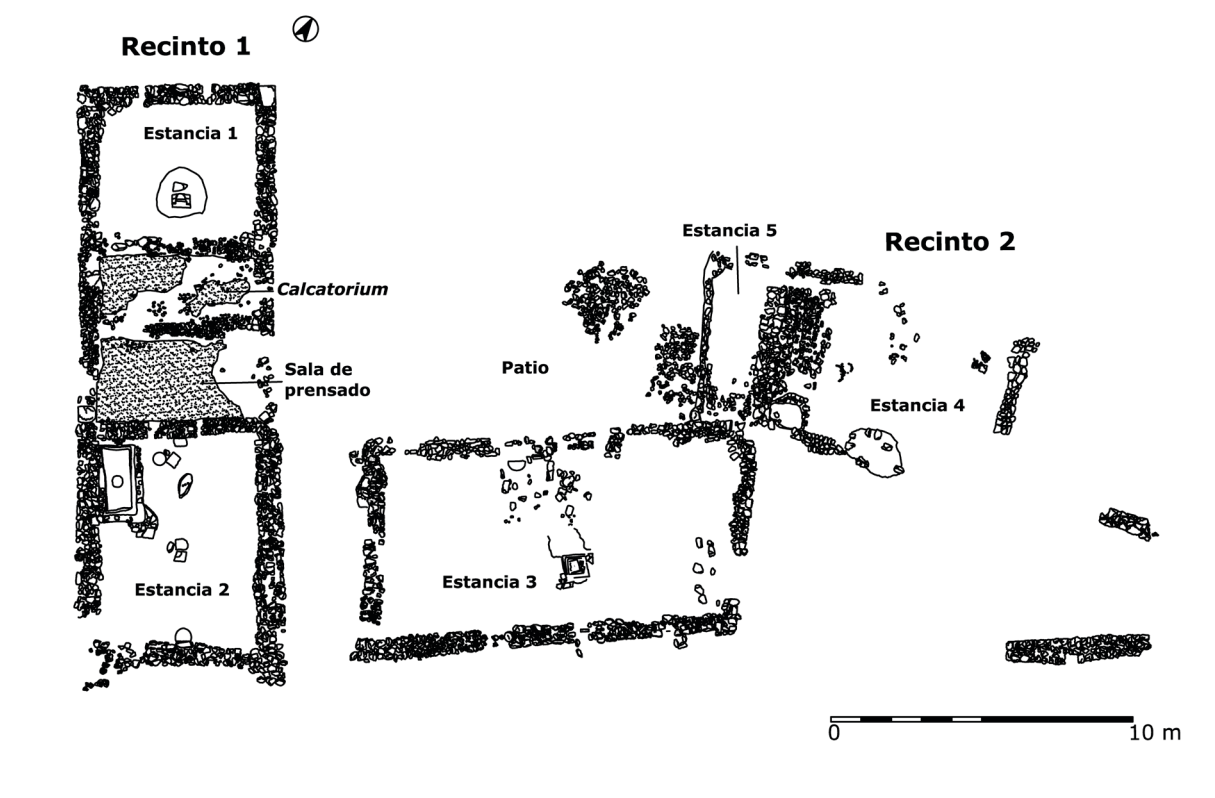 Recinto 1
Estancia 1
Calcatorium
Sala de
prensado
Estancia 2
Patio
Estancia 3
Estancia 5
Recinto 2
Estancia 4
0
10 m